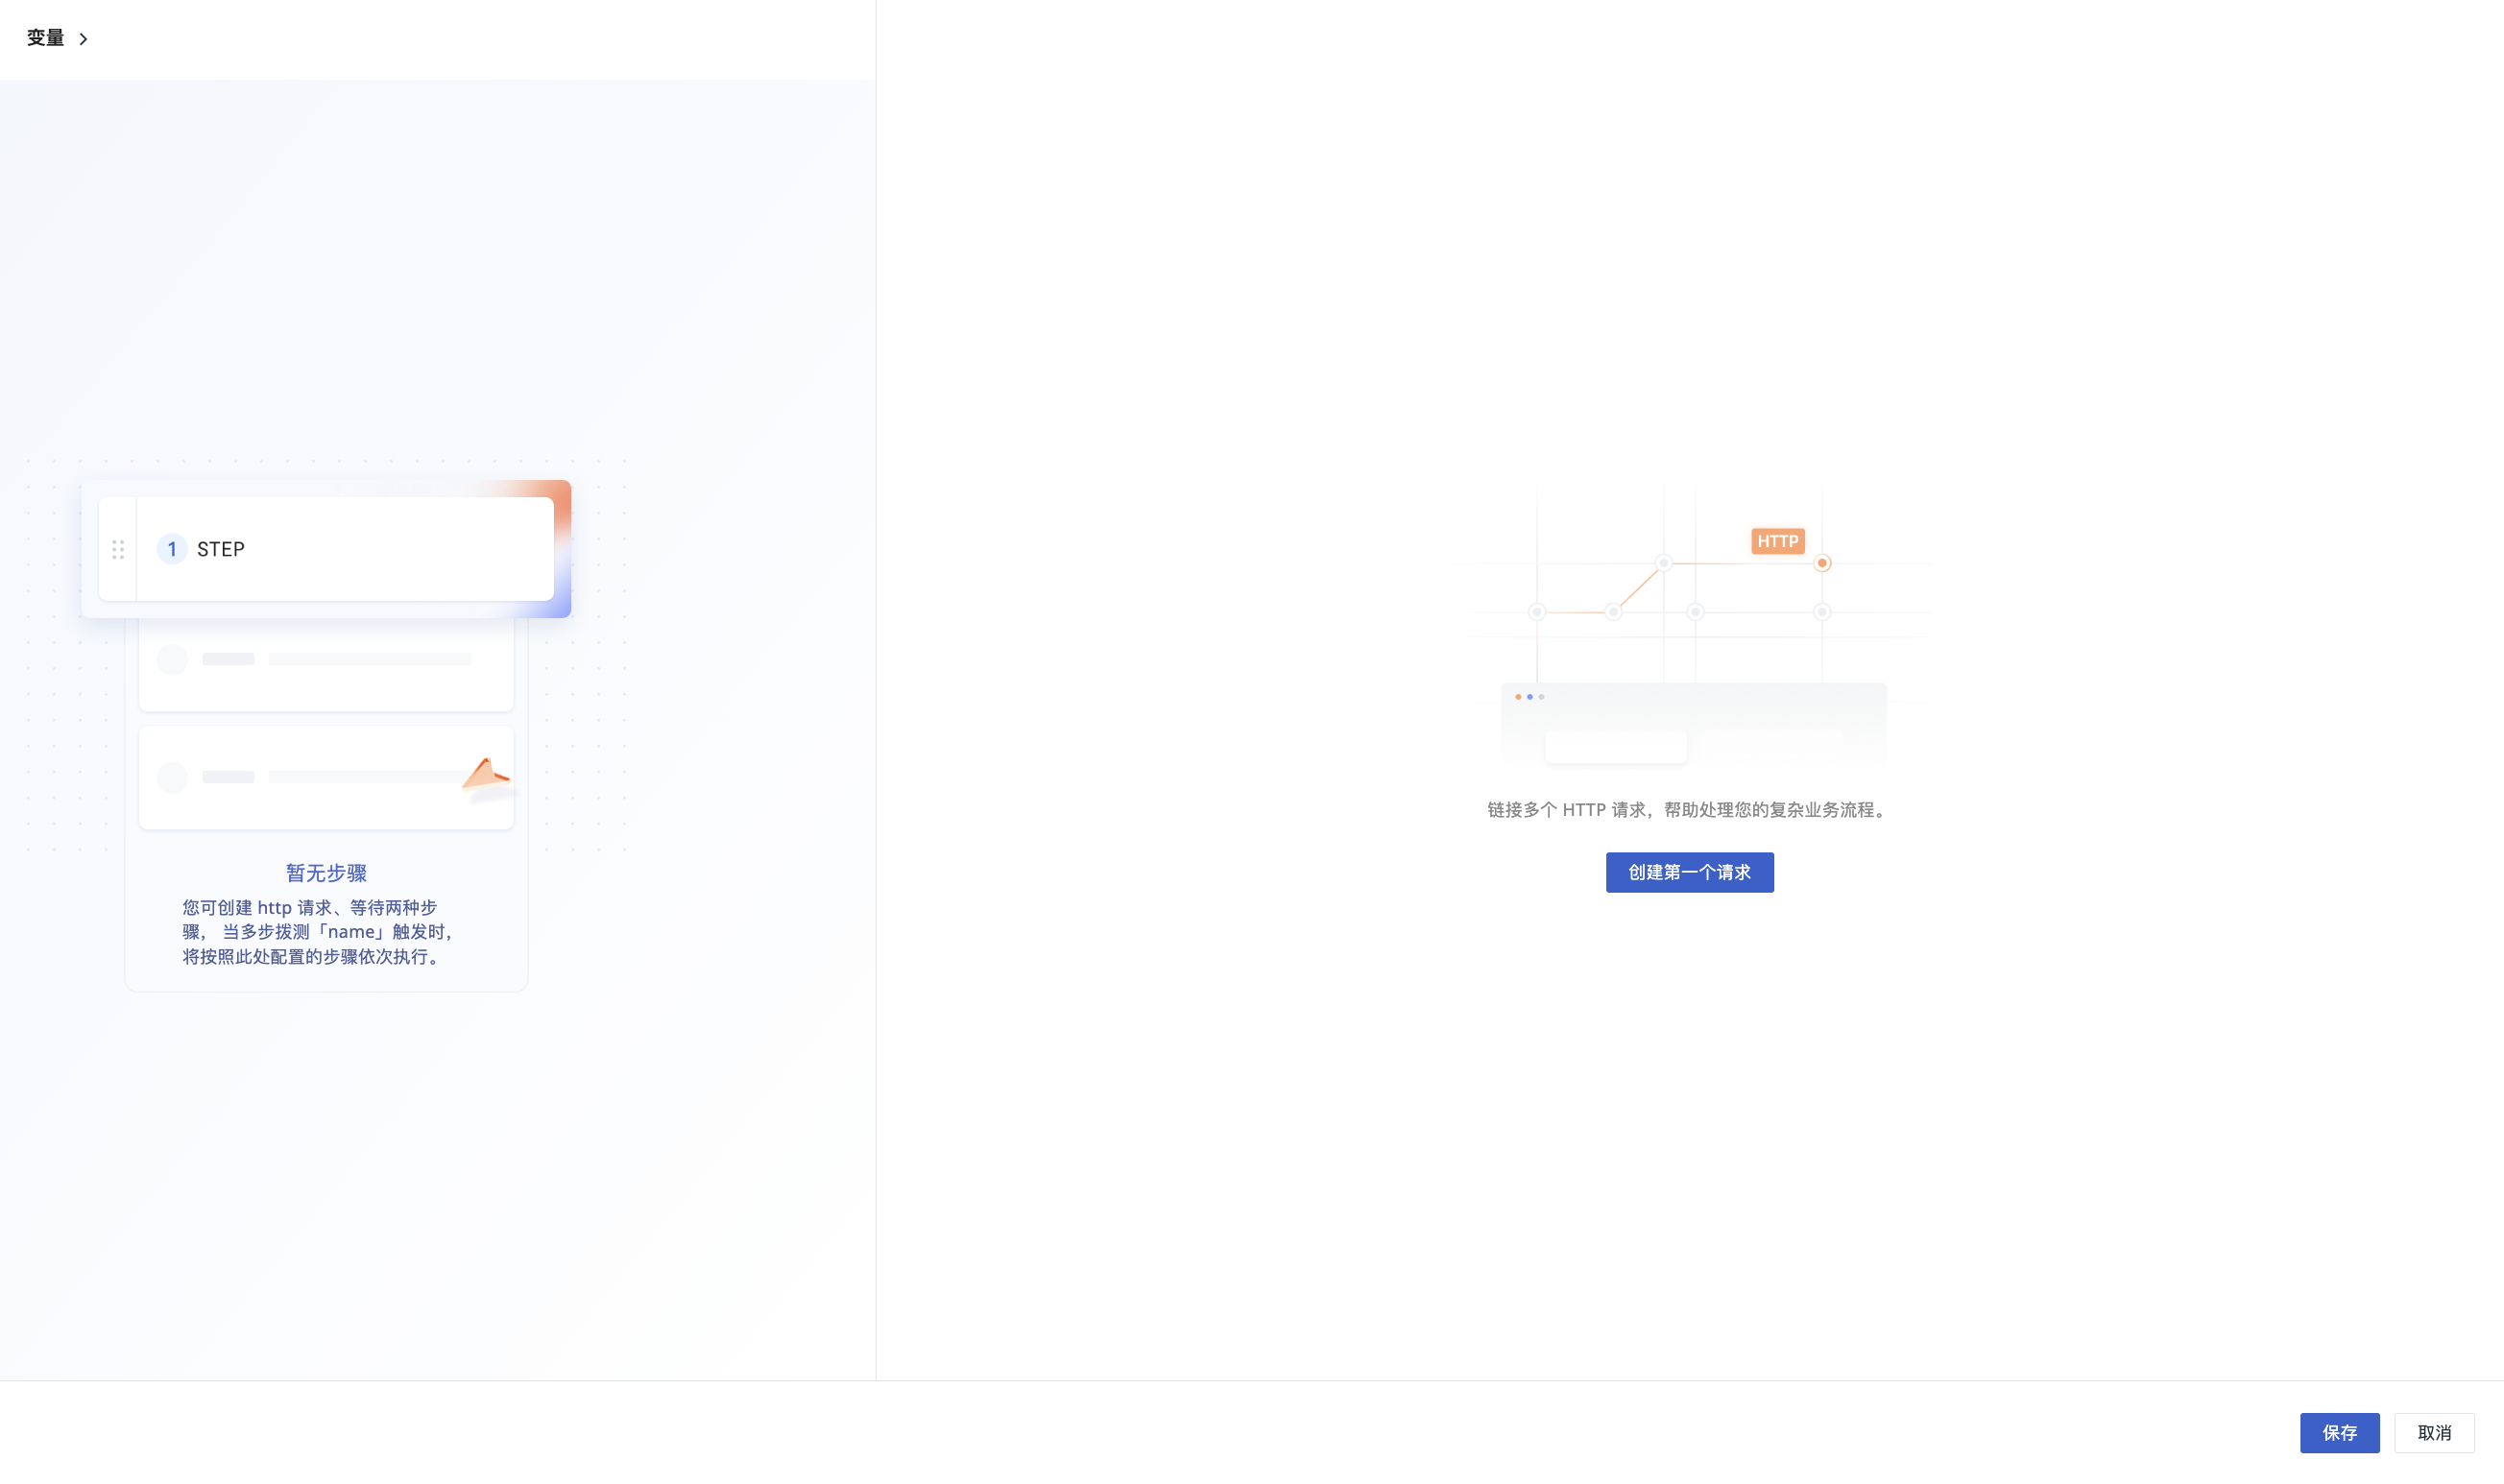 变量
1 STEP
暂无步骤
您可创建 http 请求、等待两种步
骤， 当多步拨测「name」触发时，
将按照此处配置的步骤依次执行。
HTTP
链接多个 HTTP 请求，帮助处理您的复杂业务流程。
创建第一个请求
保存
取消